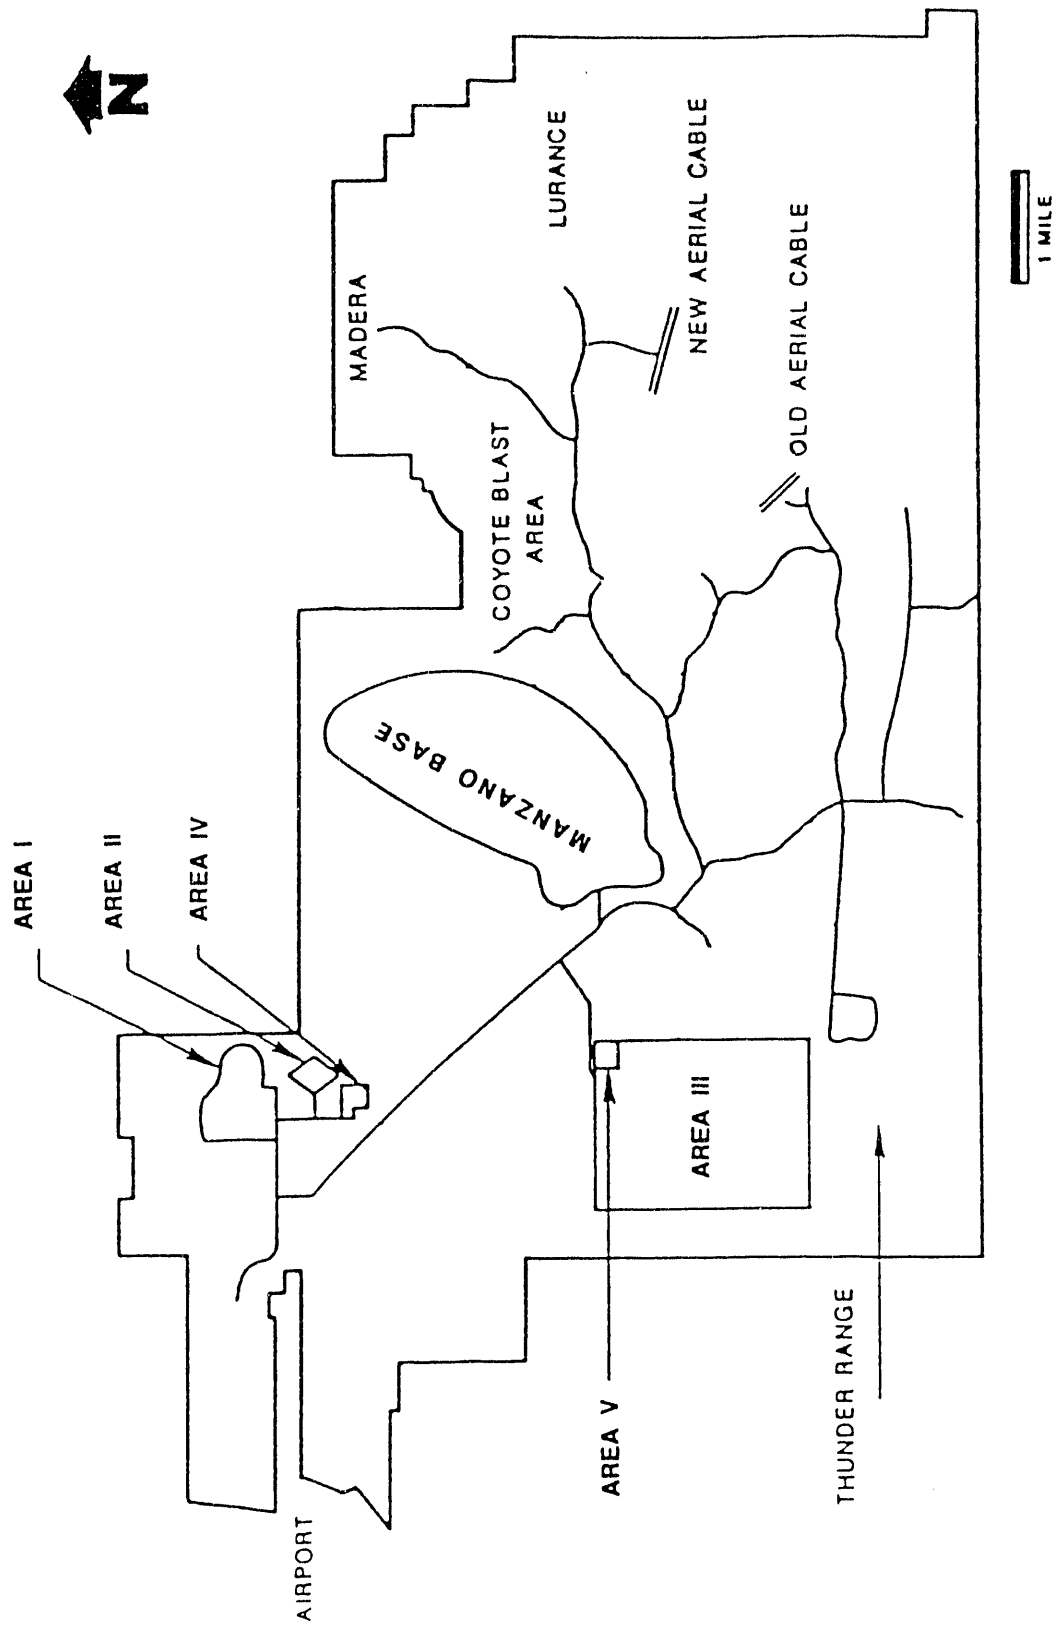 N
AREA I
AREA II
AREA IV
MADERA
LURANCE
COYOTE BLAST
AREA
NEW AERIAL CABLE
OLD AERIAL CABLE
MANZANO BASE
AIRPORT
AREA III
AREA V
THUNDER RANGE
1 MILE